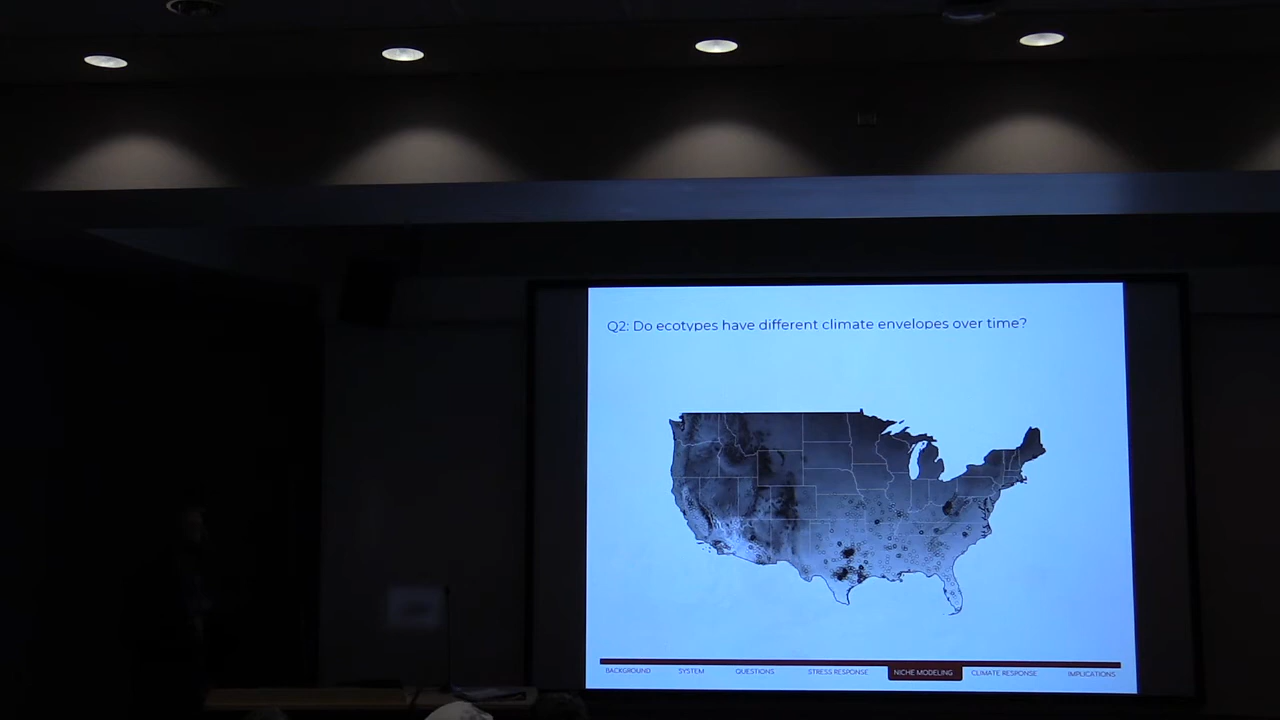 Q2: Do ecotypes have different climate envelopes over time?
BACKGROUND SYSTEM QUESTIONS STRESS RESPONSE NICHE MODELING CLIMATE RESPONSE IMPLICATIONS